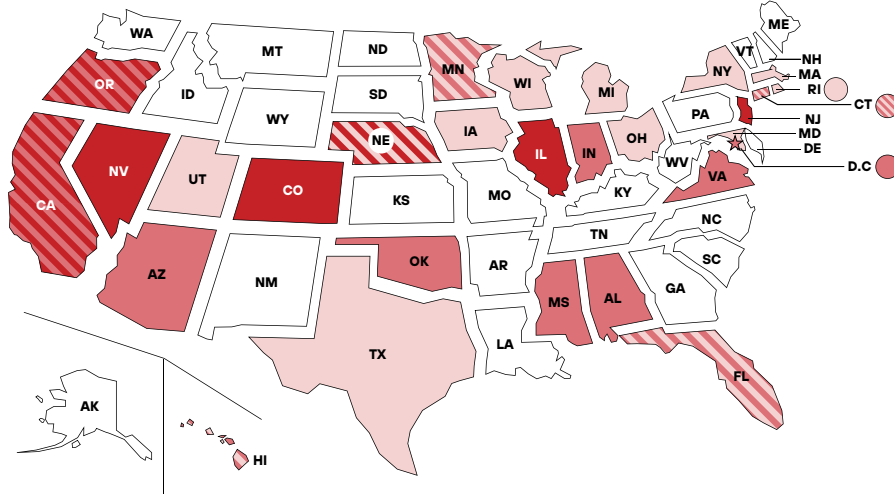 WA
MT
ND
MN
ME
VT
NH
NY
MA
RI
CT
OR
ID
SD
WI
MI
WY
PA
NJ
NE
IA
OH
MD
IL
IN
DE
NV
WV
D.C
UT
CO
KS
MO
KY
VA
CA
NC
TN
SC
AZ
NM
OK
AR
GA
MS
AL
LA
TX
FL
AK
HI